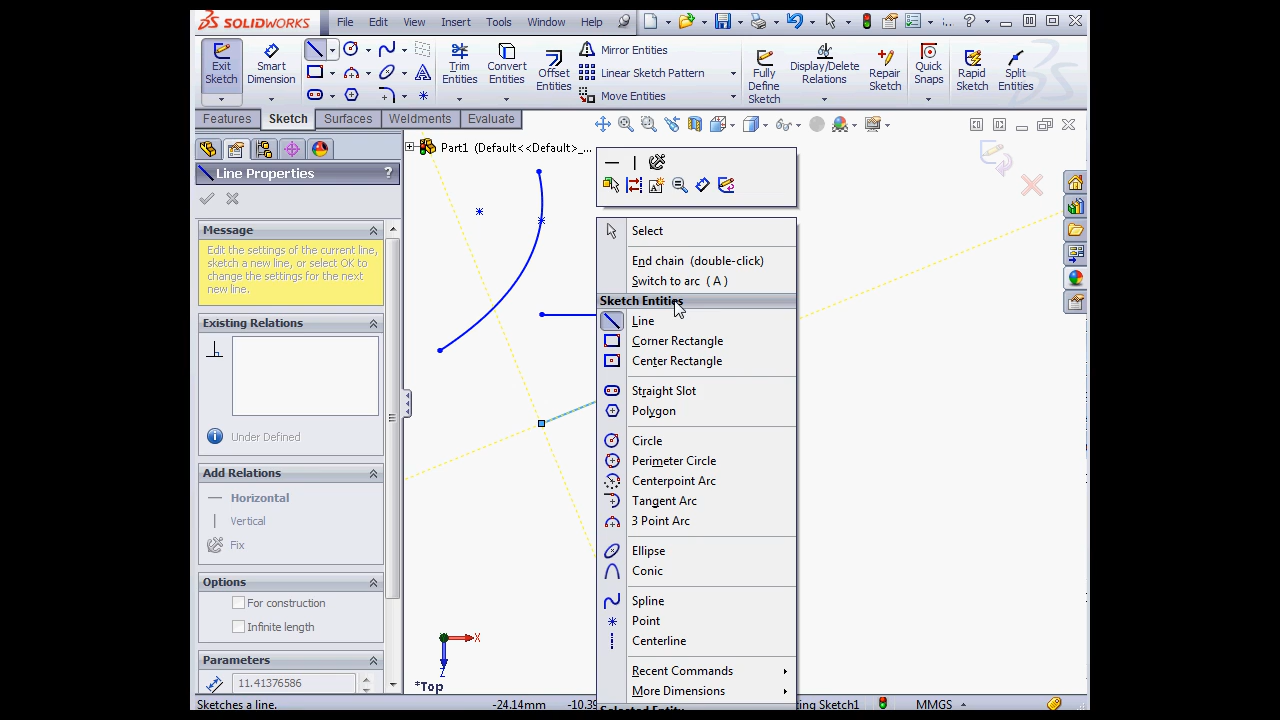 SOLIDWORKS File Edit View Insert Tools Window Help
Exit Sketch
Smart Dimension
Trim Entities
Convert Entities
Offset Entities
Mirror Entities
Linear Sketch Pattern
Move Entities
Fully Define Sketch
Display/Delete Relations
Repair Sketch
Quick Snaps
Rapid Sketch
Split Entities
Features Sketch Surfaces Weldments Evaluate
Part1 (Default<<Default>_...
Line Properties ?
Message
Edit the settings of the current line,
sketch a new line, or select OK to
change the settings for the next
new line.
Existing Relations
Under Defined
Add Relations
Horizontal
Vertical
Fix
Options
For construction
Infinite length
Parameters
11.41376586
Select
End chain (double-click)
Switch to arc (A)
Sketch Entities
Line
Corner Rectangle
Center Rectangle
Straight Slot
Polygon
Circle
Perimeter Circle
Centerpoint Arc
Tangent Arc
3 Point Arc
Ellipse
Conic
Spline
Point
Centerline
Recent Commands
More Dimensions
Selected Entity
X
Z
*Top
Sketches a line. -24.14mm -10.39 ing Sketch1 MMGS